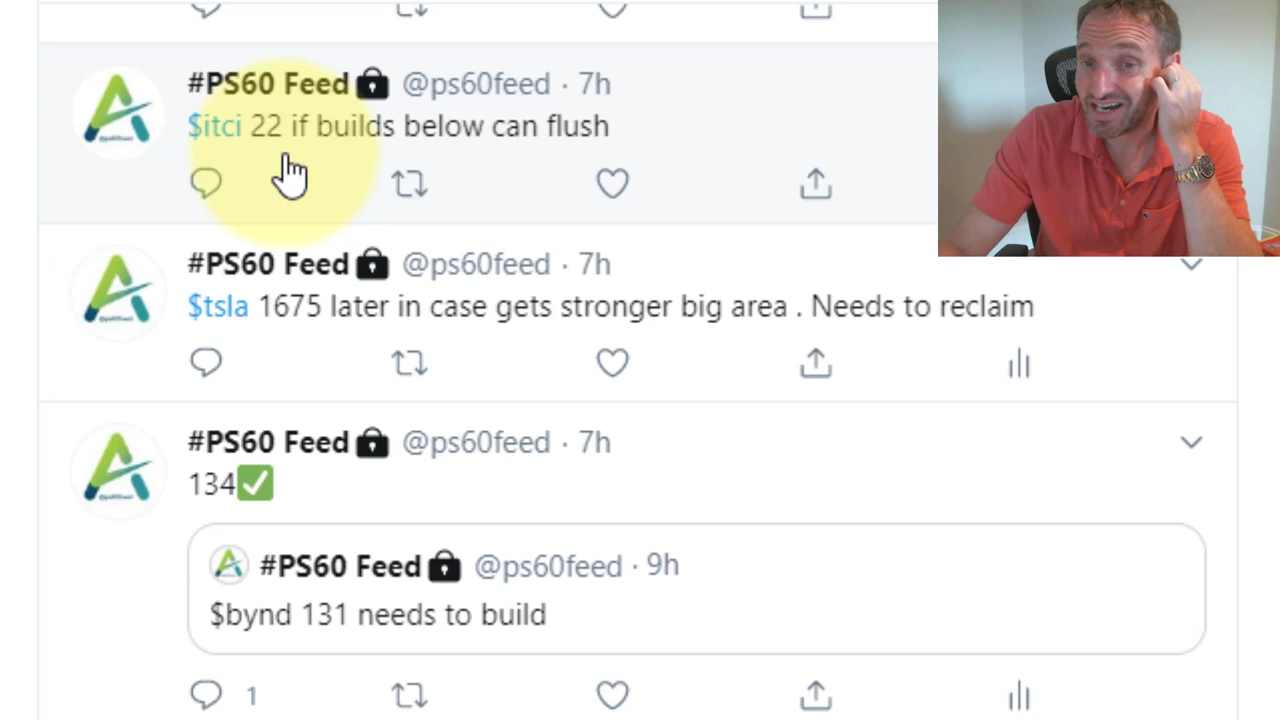 #PS60 Feed🔒 @ps60feed · 7h
$itci 22 if builds below can flush
#PS60 Feed🔒 @ps60feed · 7h
$tsla 1675 later in case gets stronger big area . Needs to reclaim
#PS60 Feed🔒 @ps60feed · 7h
134✅
#PS60 Feed🔒 @ps60feed · 9h
$bynd 131 needs to build
1